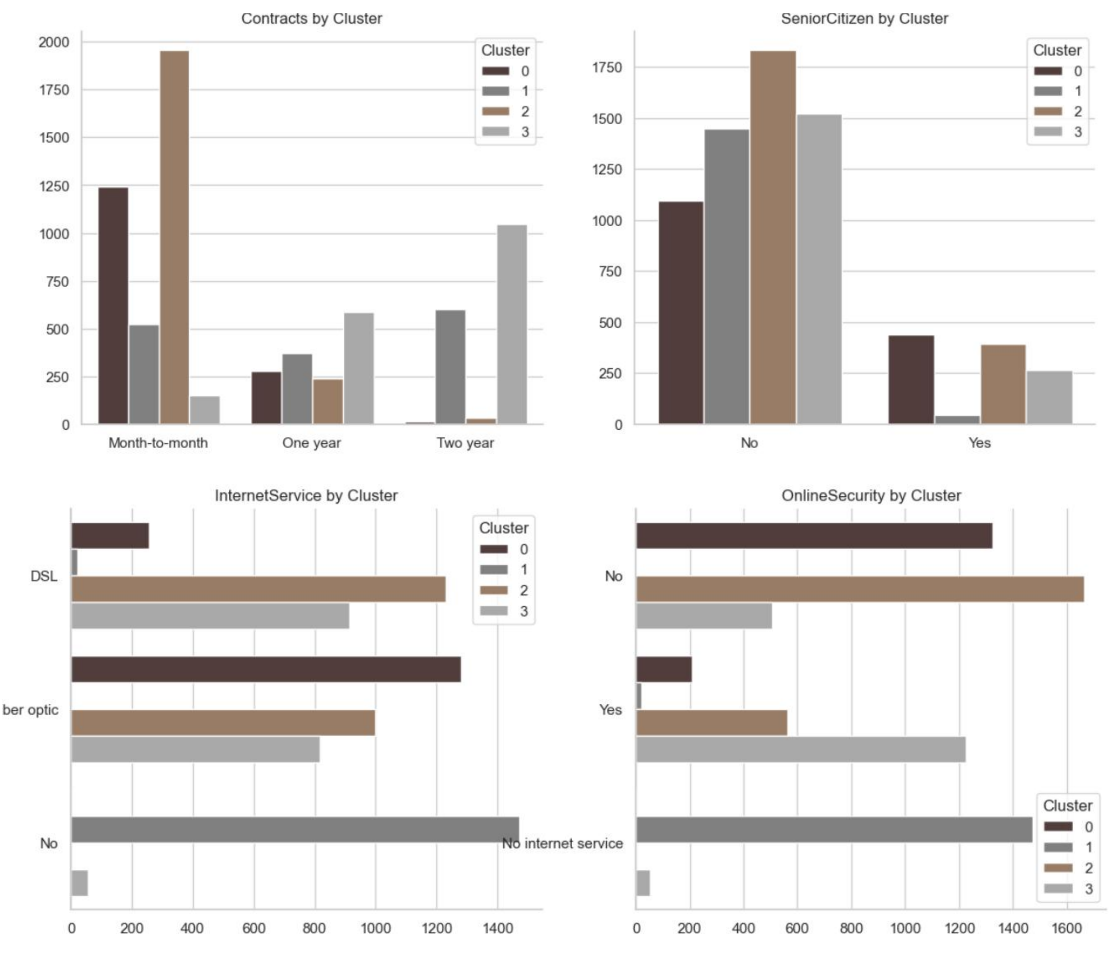 Contracts by Cluster
2000
1750
1500
1250
1000
750
500
250
0
Month-to-month One year Two year
Cluster
0
1
2
3
SeniorCitizen by Cluster
1750
1500
1250
1000
750
500
250
0
No Yes
Cluster
0
1
2
3
InternetService by Cluster
DSL
ber optic
No
0 200 400 600 800 1000 1200 1400
Cluster
0
1
2
3
OnlineSecurity by Cluster
No
Yes
No internet service
0 200 400 600 800 1000 1200 1400 1600
Cluster
0
1
2
3